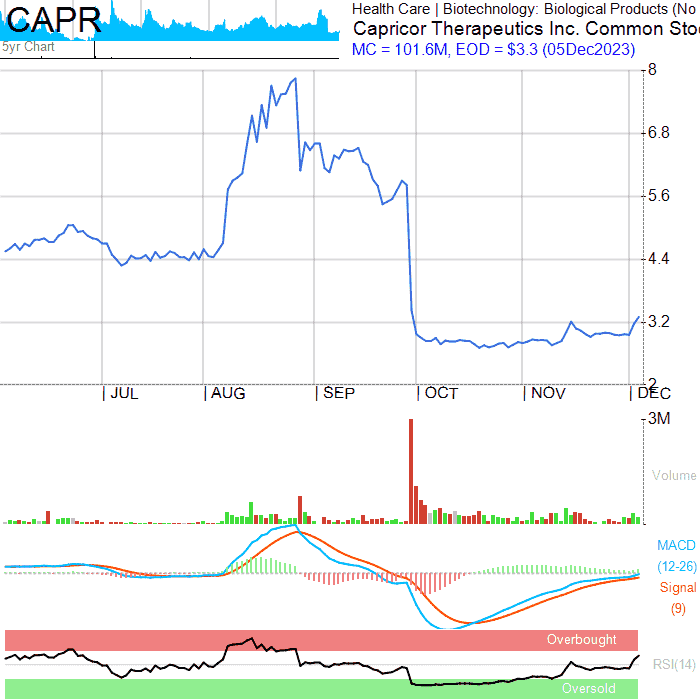 CAPR
5yr Chart
Health Care | Biotechnology: Biological Products (No
Capricor Therapeutics Inc. Common Sto
MC = 101.6M, EOD = $3.3 (05Dec2023)
8
6.8
5.6
4.4
3.2
2
JUL
AUG
SEP
OCT
NOV
DEC
3M
Volume
MACD
(12-26)
Signal
(9)
Overbought
RSI(14)
Oversold